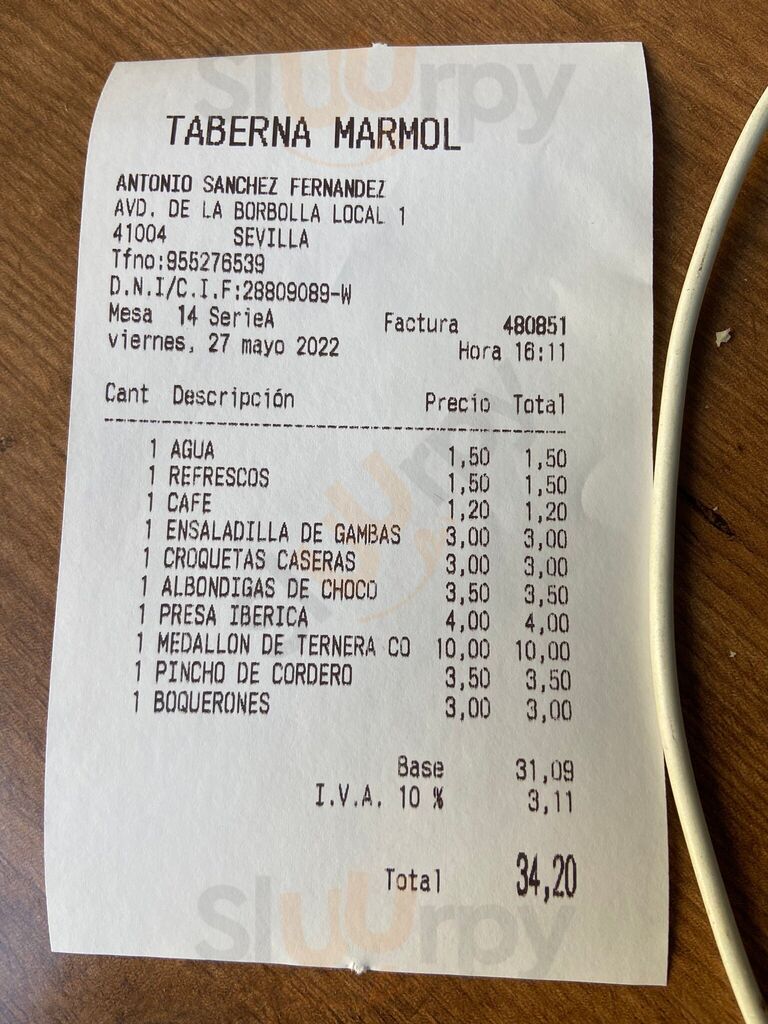 Sluurpy
TABERNA MARMOL
ANTONIO SANCHEZ FERNANDEZ
AVD. DE LA BORBOLLA LOCAL 1
41004 SEVILLA
Tfno:955276539
D.N.I/C.I.F:28809089-W
Mesa 14 SerieA Factura 480851
viernes, 27 mayo 2022 Hora 16:11
Cant Descripción Precio Total
1 AGUA 1,50 1,50
1 REFRESCOS 1,50 1,50
1 CAFE 1,20 1,20
1 ENSALADILLA DE GAMBAS 3,00 3,00
1 CROQUETAS CASERAS 3,00 3,00
1 ALBONDIGAS DE CHOCO 3,50 3,50
1 PRESA IBERICA 4,00 4,00
1 MEDALLON DE TERNERA CO 10,00 10,00
1 PINCHO DE CORDERO 3,50 3,50
1 BOQUERONES 3,00 3,00
Base 31,09
I.V.A. 10 % 3,11
Total 34,20
Sluurpy